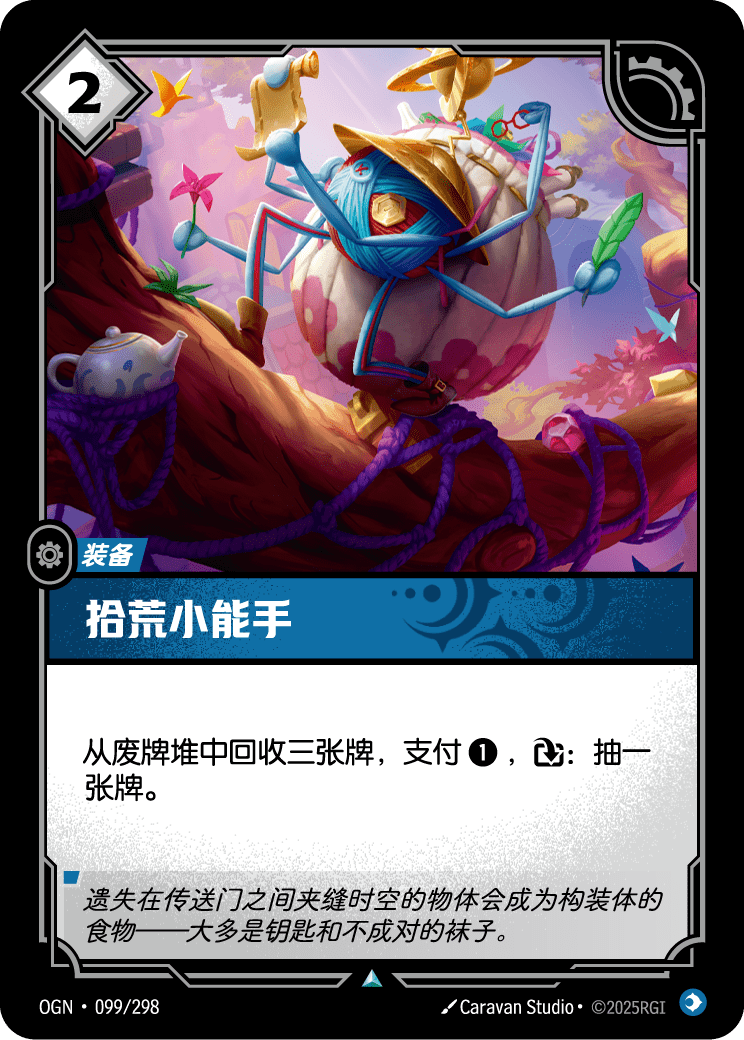 2
装备
拾荒小能手
从废牌堆中回收三张牌，支付1，：抽一
张牌。
遗失在传送门之间夹缝时空的物体会成为构装体的
食物——大多是钥匙和不成对的袜子。
OGN • 099/298
Caravan Studio • ©2025RGI